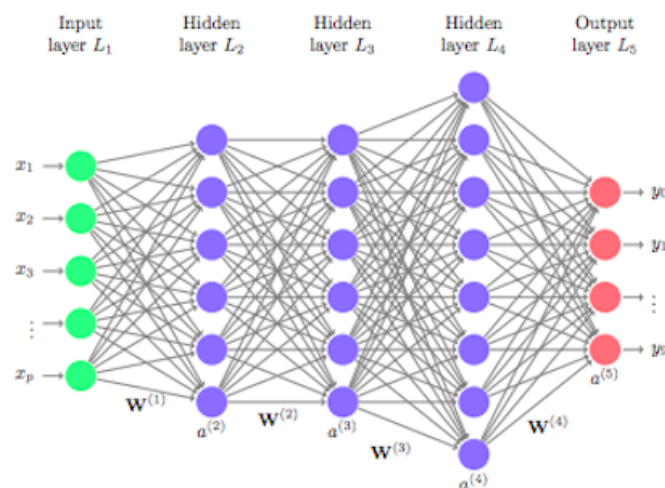 Input Hidden Hidden Hidden Output
layer L₁ layer L₂ layer L₃ layer L₄ layer L₅
x₁
x₂ y₀
x₃ y₁
⋮ ⋮
xₚ
W⁽¹⁾ a⁽²⁾ W⁽²⁾ a⁽³⁾ W⁽³⁾ a⁽⁴⁾ W⁽⁴⁾ a⁽⁵⁾